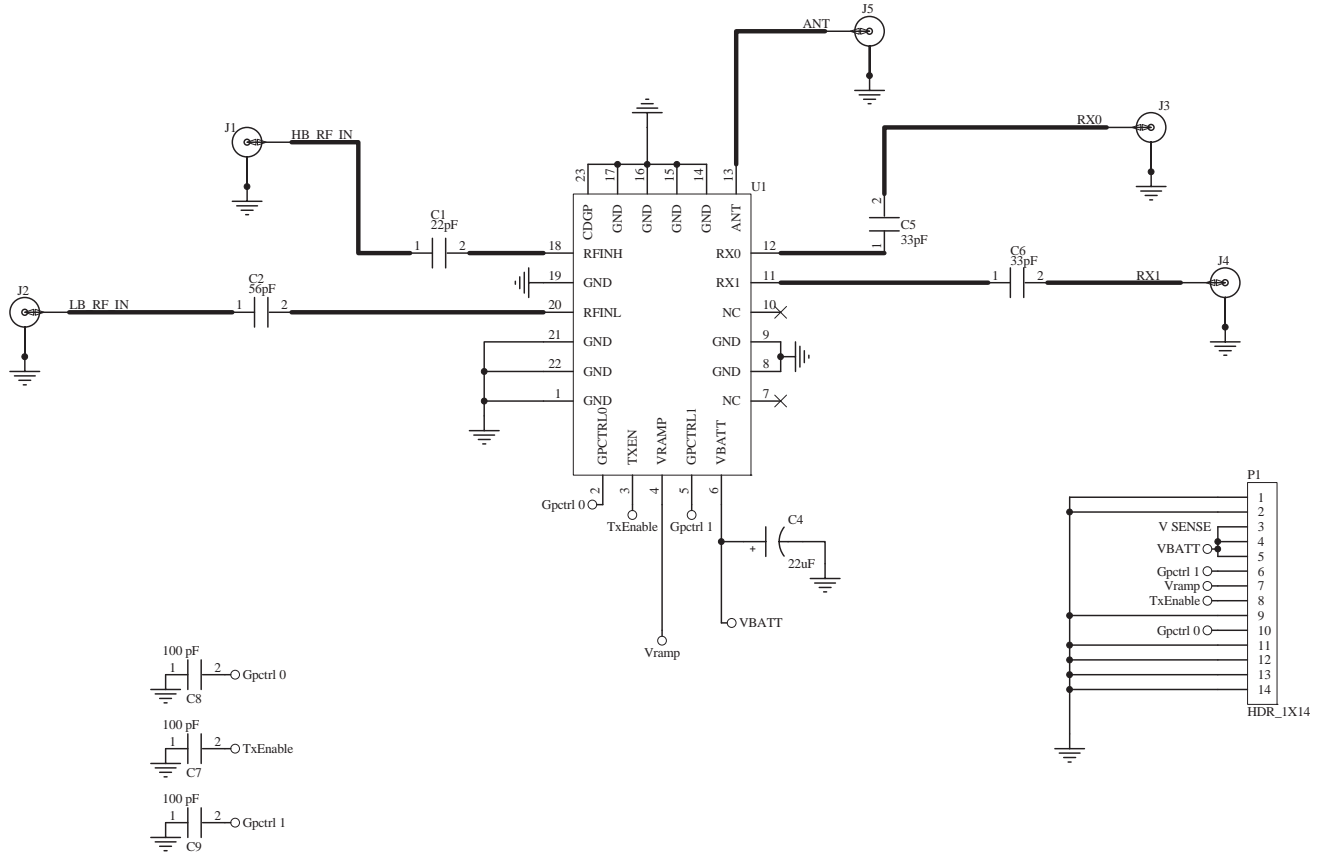 J5
ANT
J3
RX0
J1
HB_RF_IN
23
17
16
15
14
13
U1
CDGP
GND
GND
GND
GND
ANT
2
C5
33pF
1
C1
22pF
1
2
18
RFINH
RX0
12
19
GND
RX1
11
C6
33pF
1
2
RX1
J4
J2
LB_RF_IN
C2
56pF
1
2
20
RFINL
NC
10
21
GND
GND
9
22
GND
GND
8
1
GND
NC
7
GPCTRL0
TXEN
VRAMP
GPCTRL1
VBATT
2
3
4
5
6
Gpctrl 0
TxEnable
Gpctrl 1
C4
+
22uF
VBATT
Vramp
P1
1
2
V SENSE
3
4
VBATT
5
Gpctrl 1
6
Vramp
7
TxEnable
8
9
Gpctrl 0
10
11
12
13
14
HDR_1X14
100 pF
1
2
Gpctrl 0
C8
100 pF
1
2
TxEnable
C7
100 pF
1
2
Gpctrl 1
C9